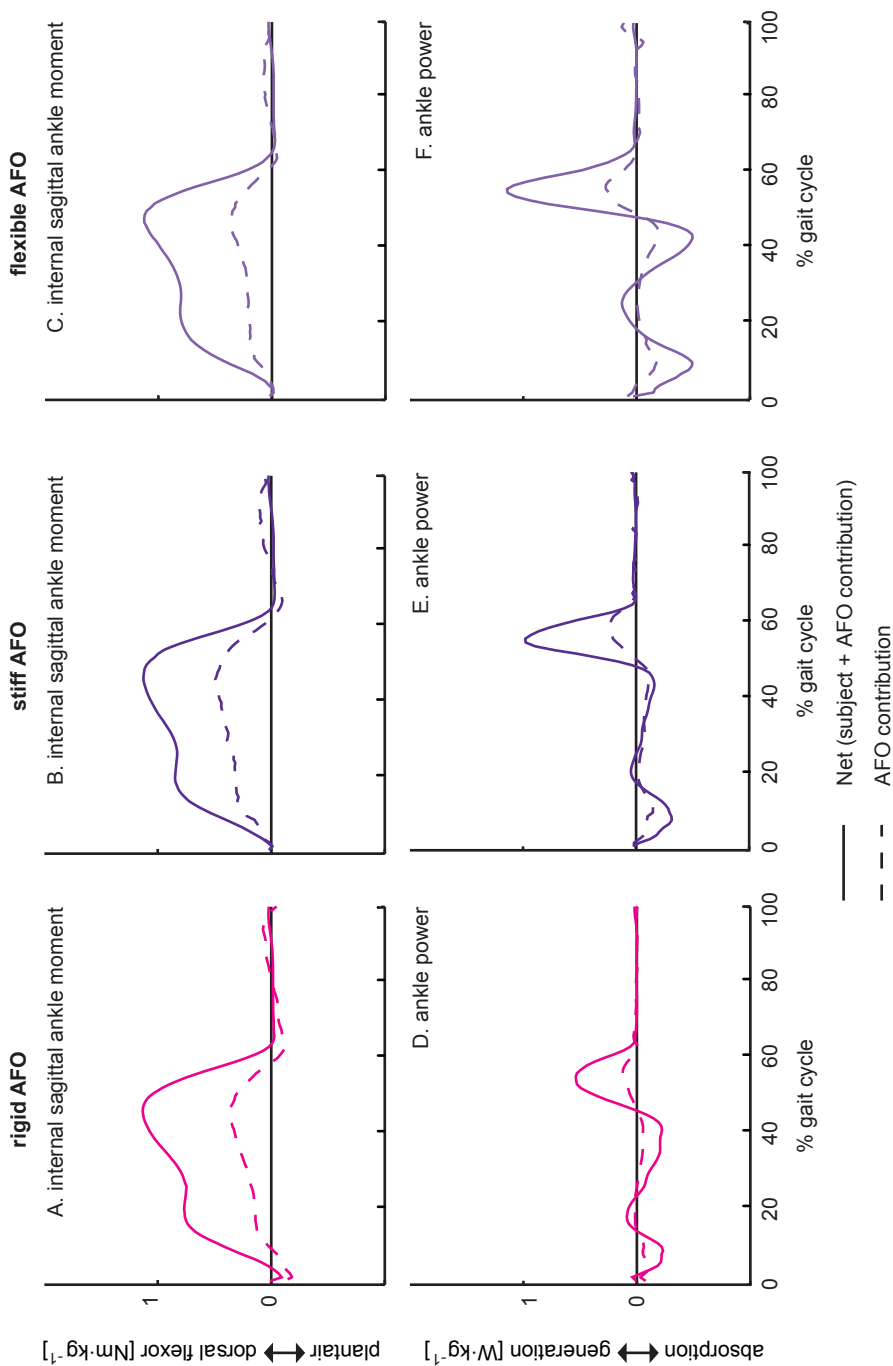 rigid AFO
stiff AFO
flexible AFO
A. internal sagittal ankle moment
B. internal sagittal ankle moment
C. internal sagittal ankle moment
plantair dorsal flexor [Nm·kg⁻¹]
1
0
D. ankle power
E. ankle power
F. ankle power
absorption generation [W·kg⁻¹]
1
0
0 20 40 60 80 100
0 20 40 60 80 100
0 20 40 60 80 100
% gait cycle
% gait cycle
% gait cycle
Net (subject + AFO contribution)
AFO contribution